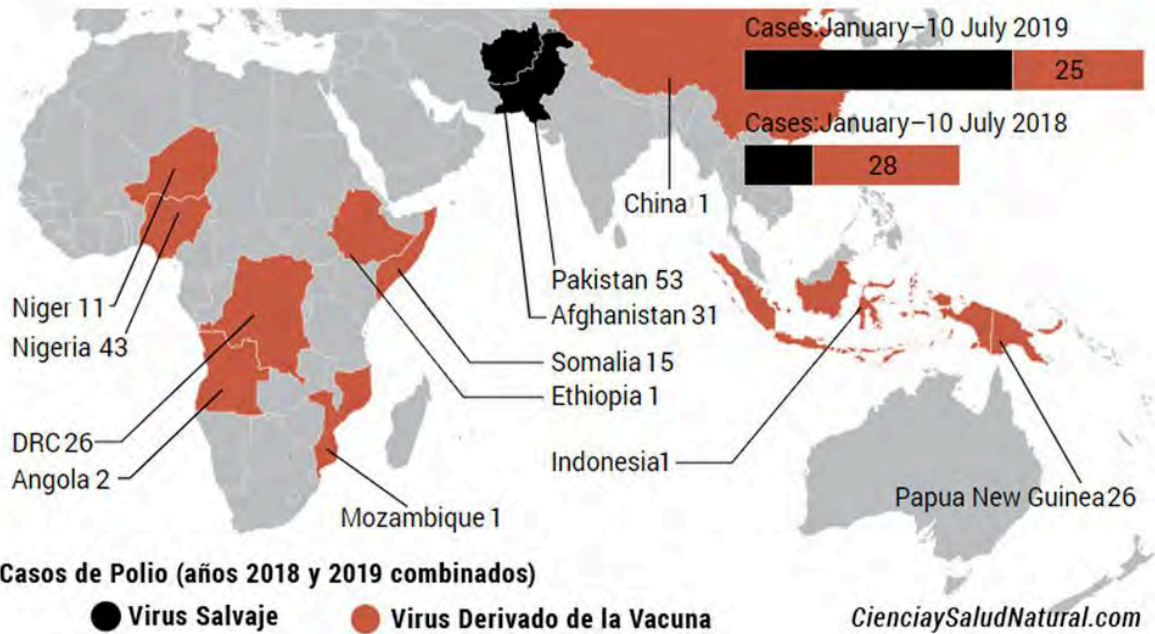 Cases:January–10 July 2019
25
Cases:January–10 July 2018
28
China 1
Pakistan 53
Afghanistan 31
Niger 11
Nigeria 43
Somalia 15
Ethiopia 1
DRC 26
Angola 2
Indonesia1
Papua New Guinea 26
Mozambique 1
Casos de Polio (años 2018 y 2019 combinados)
Virus Salvaje Virus Derivado de la Vacuna
CienciaySaludNatural.com